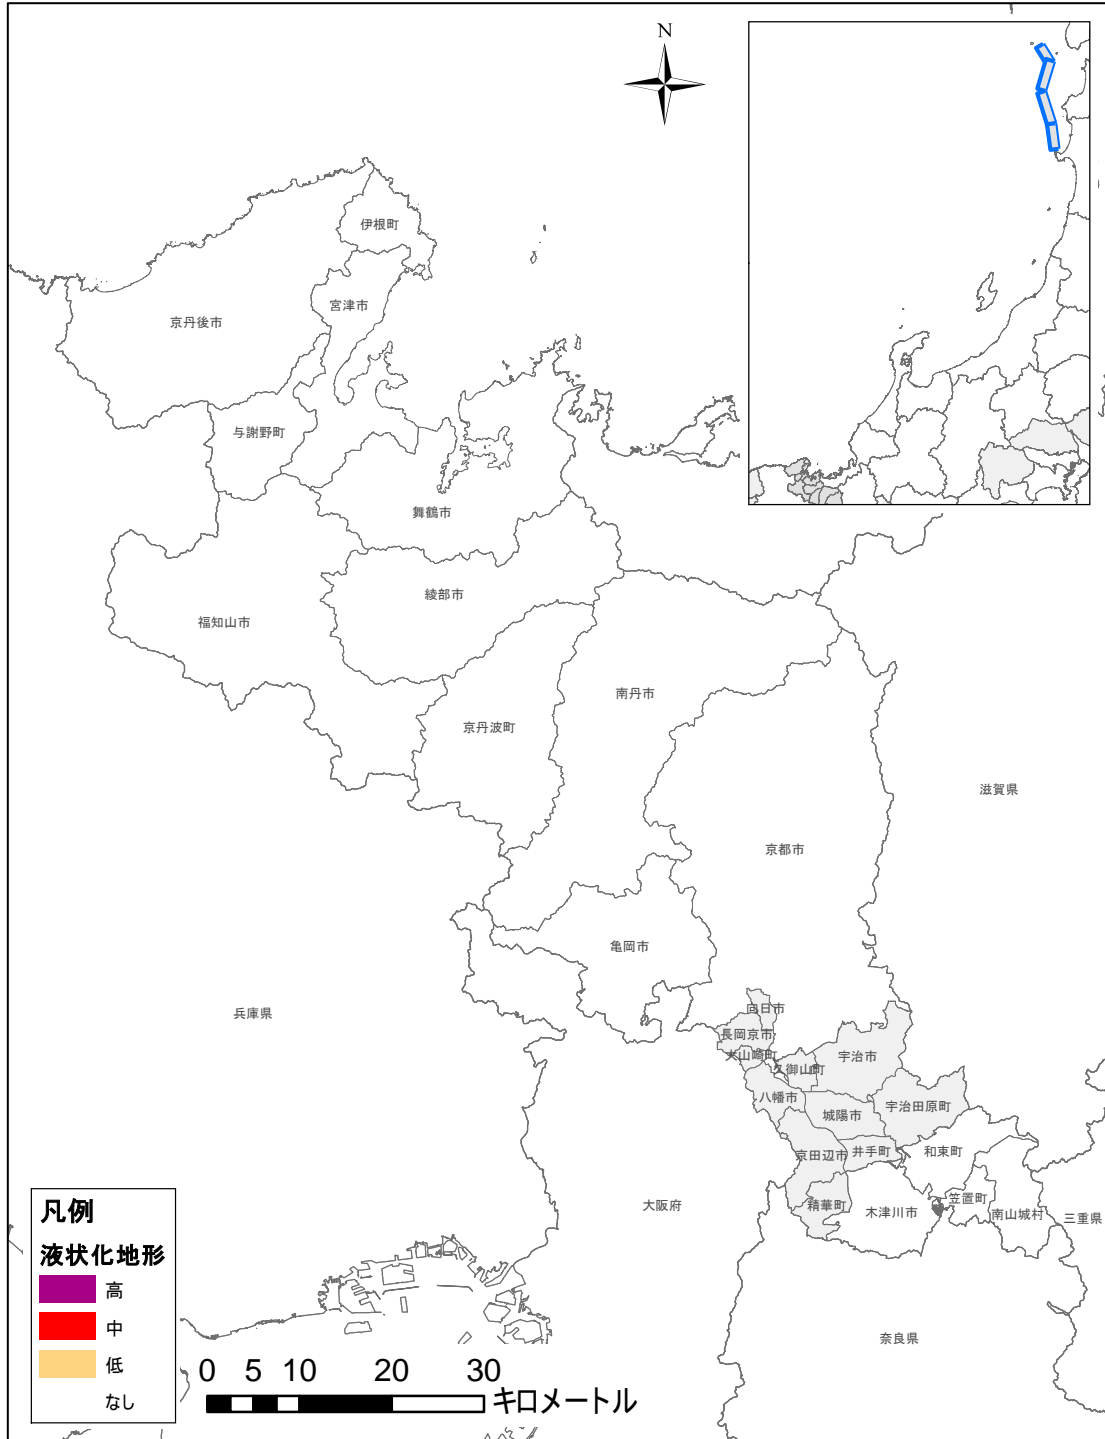 N
伊根町
宮津市
京丹後市
与謝野町
舞鶴市
綾部市
福知山市
南丹市
京丹波町
滋賀県
京都市
亀岡市
向日市
兵庫県
長岡京市
大山崎町
宇治市
久御山町
八幡市
宇治田原町
城陽市
京田辺市
井手町
和束町
精華町
大阪府
木津川市
笠置町
南山城村
三重県
奈良県
凡例
液状化地形
高
中
低
なし
0 5 10 20 30
キロメートル